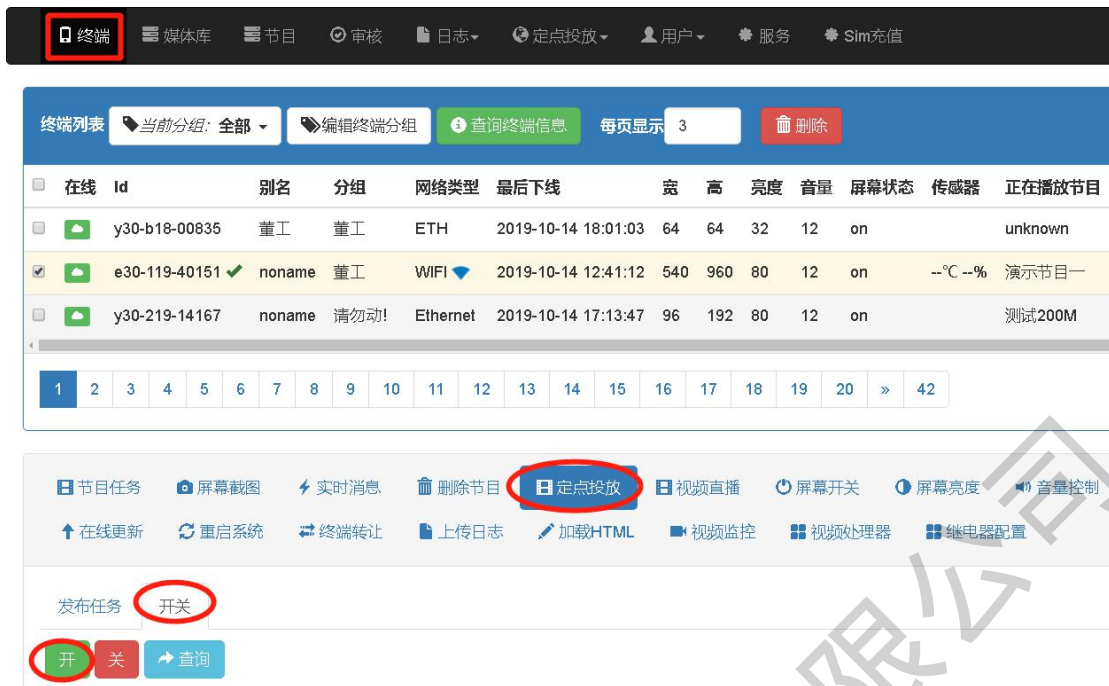 终端 媒体库 节目 审核 日志 定点投放 用户 服务 Sim充值
终端列表 当前分组: 全部 编辑终端分组 查询终端信息 每页显示 3 删除
在线 Id 别名 分组 网络类型 最后下线 宽 高 亮度 音量 屏幕状态 传感器 正在播放节目
y30-b18-00835 董工 董工 ETH 2019-10-14 18:01:03 64 64 32 12 on unknown
e30-119-40151 noname 董工 WIFI 2019-10-14 12:41:12 540 960 80 12 on --°C --% 演示节目一
y30-219-14167 noname 请勿动! Ethernet 2019-10-14 17:13:47 96 192 80 12 on 测试200M
1 2 3 4 5 6 7 8 9 10 11 12 13 14 15 16 17 18 19 20 » 42
节目任务 屏幕截图 实时消息 删除节目 定点投放 视频直播 屏幕开关 屏幕亮度 音量控制
在线更新 重启系统 终端转让 上传日志 加载HTML 视频监控 视频处理器 继电器配置
发布任务 开关
开 关 查询
限公司